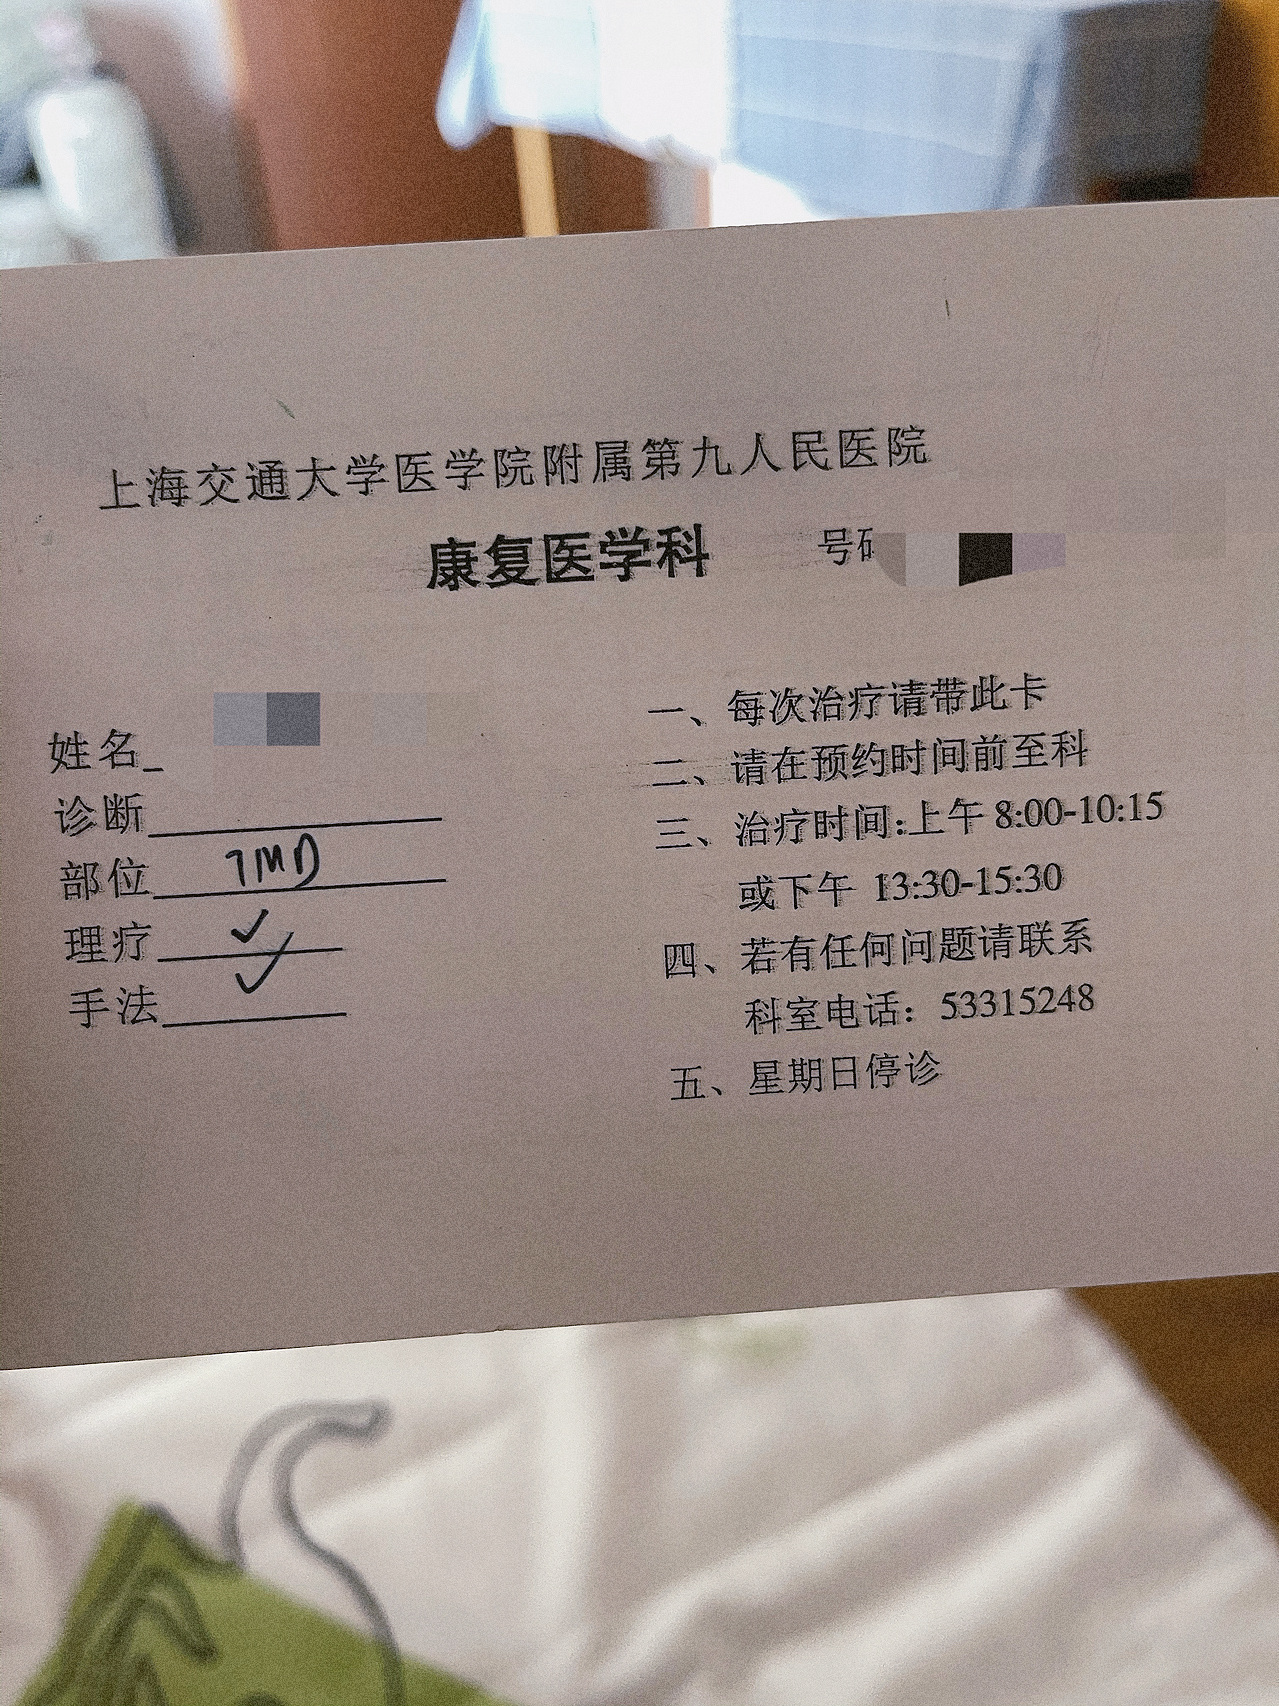 上海交通大学医学院附属第九人民医院
康复医学科 号码
姓名
诊断
部位 TMD
理疗 ✓
手法 ✓
一、每次治疗请带此卡
二、请在预约时间前至科
三、治疗时间:上午 8:00-10:15
或下午 13:30-15:30
四、若有任何问题请联系
科室电话：53315248
五、星期日停诊